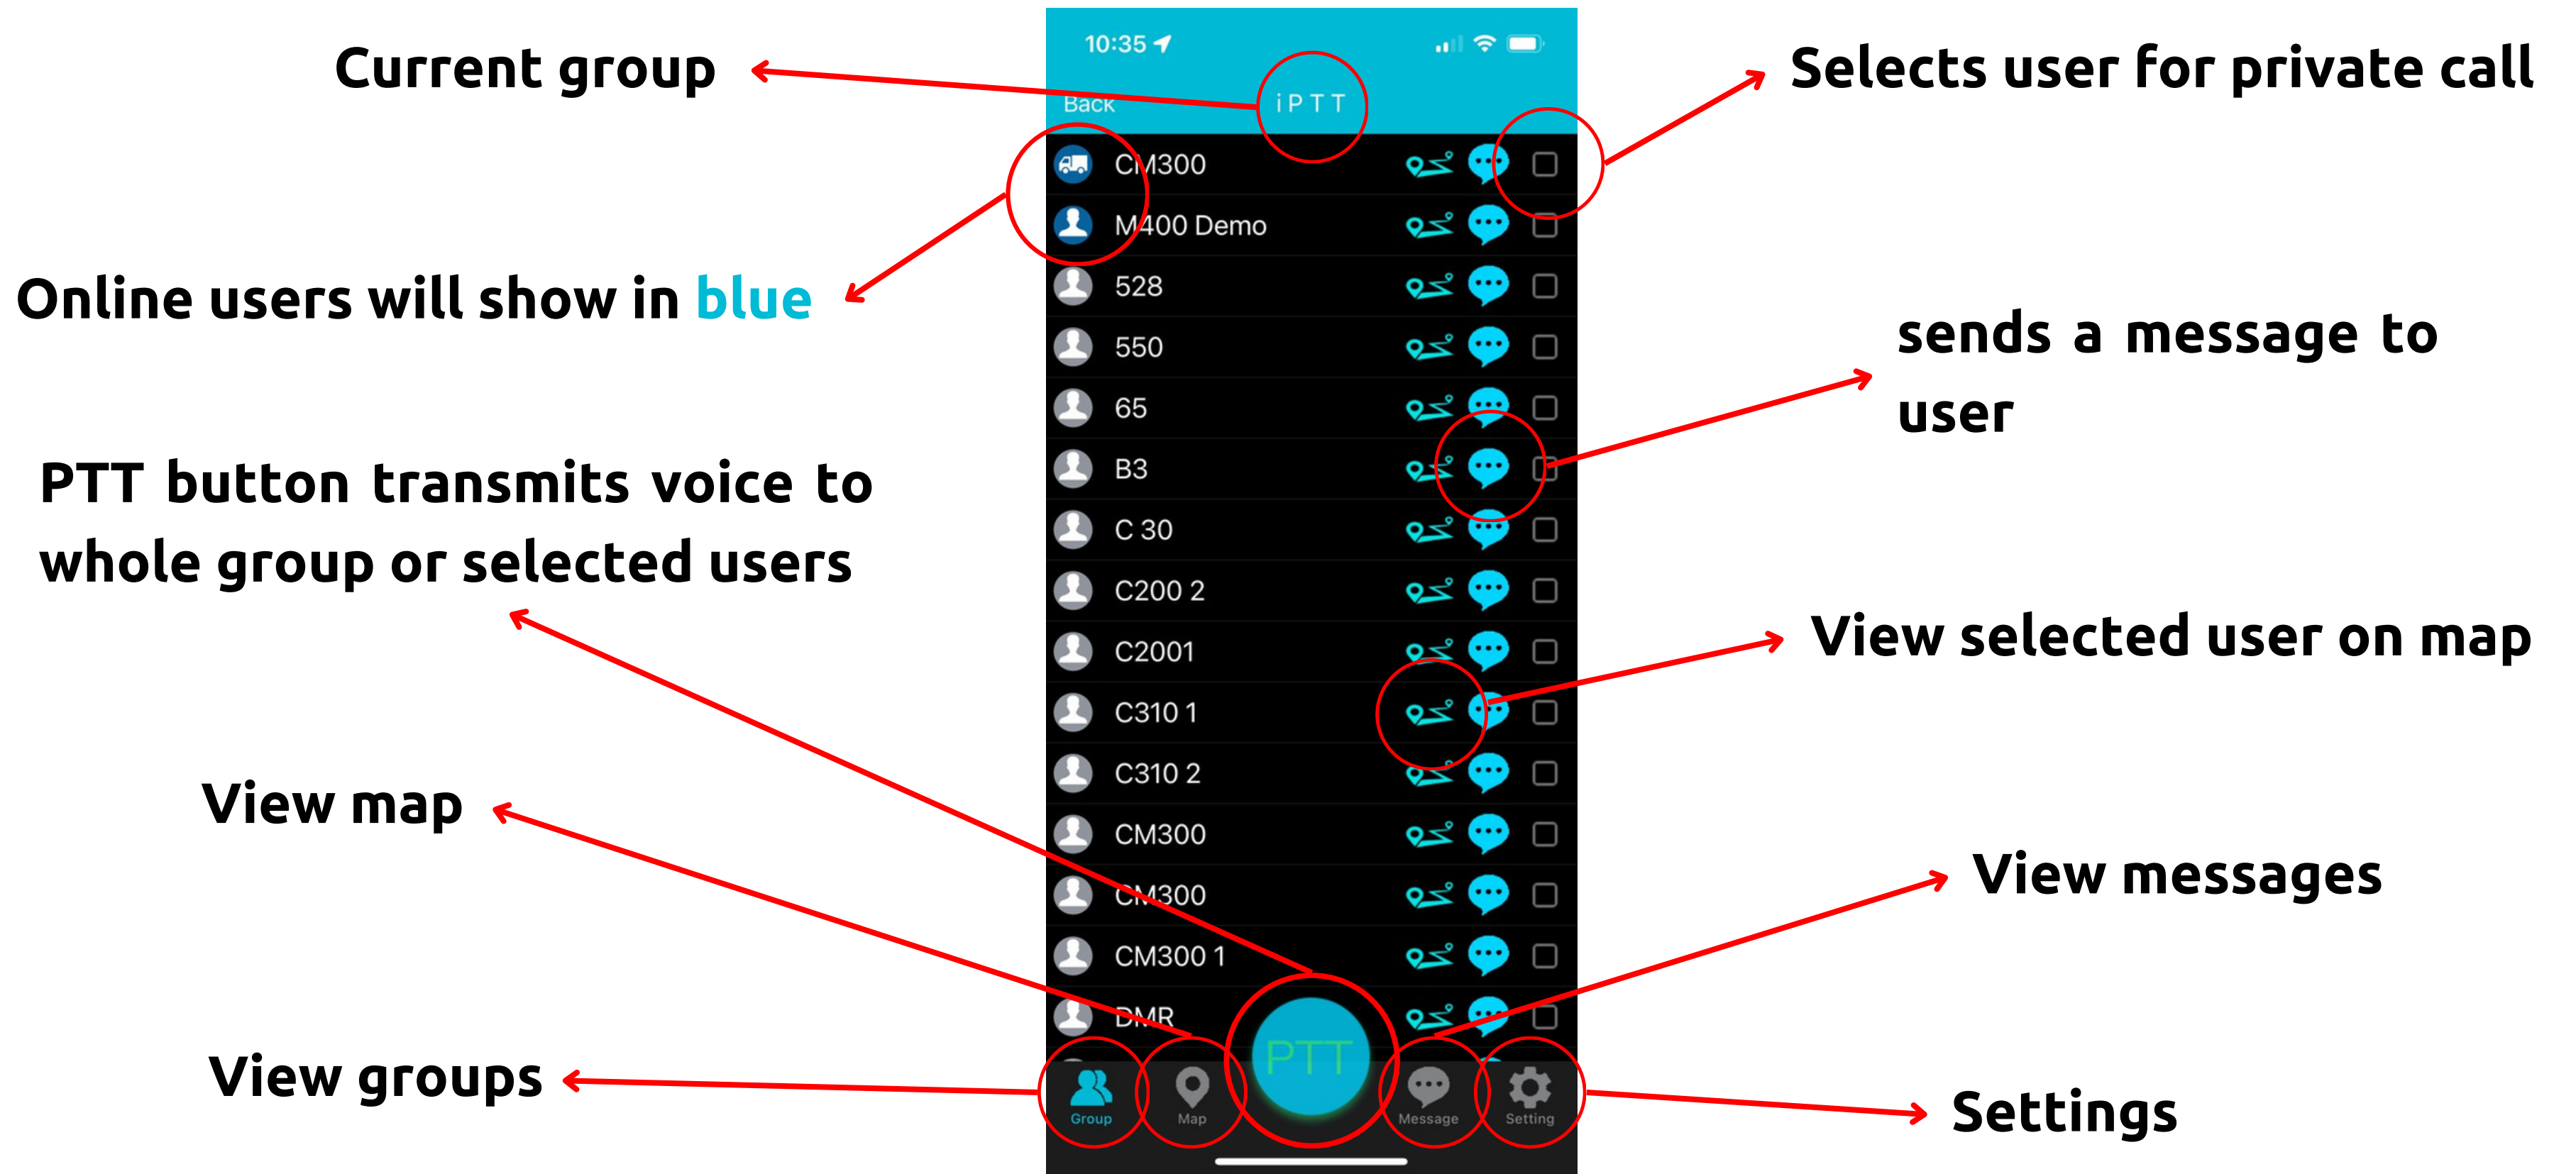 Current group
Online users will show in blue
PTT button transmits voice to
whole group or selected users
View map
View groups
10:35
Back
iPTT
CM300
M400 Demo
528
550
65
B3
C 30
C200 2
C2001
C310 1
C310 2
CM300
CM300
CM300 1
DMR
PTT
Group
Map
Message
Setting
Selects user for private call
sends a message to
user
View selected user on map
View messages
Settings